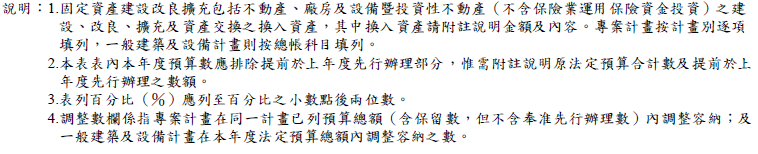 說明：1.固定資產建設改良擴充包括不動產、廠房及設備暨投資性不動產（不含保險業運用保險資金投資）之建
設、改良、擴充及資產交換之換入資產，其中換入資產請附註說明金額及內容。專案計畫按計畫別逐項
填列，一般建築及設備計畫則按總帳科目填列。
2.本表表內本年度預算數應排除提前於上年度先行辦理部分，惟需附註說明原法定預算合計數及提前於上
年度先行辦理之數額。
3.表列百分比（%）應列至百分比之小數點後兩位數。
4.調整數欄係指專案計畫在同一計畫已列預算總額（含保留數，但不含奉准先行辦理數）內調整容納；及
一般建築及設備計畫在本年度法定預算總額內調整容納之數。